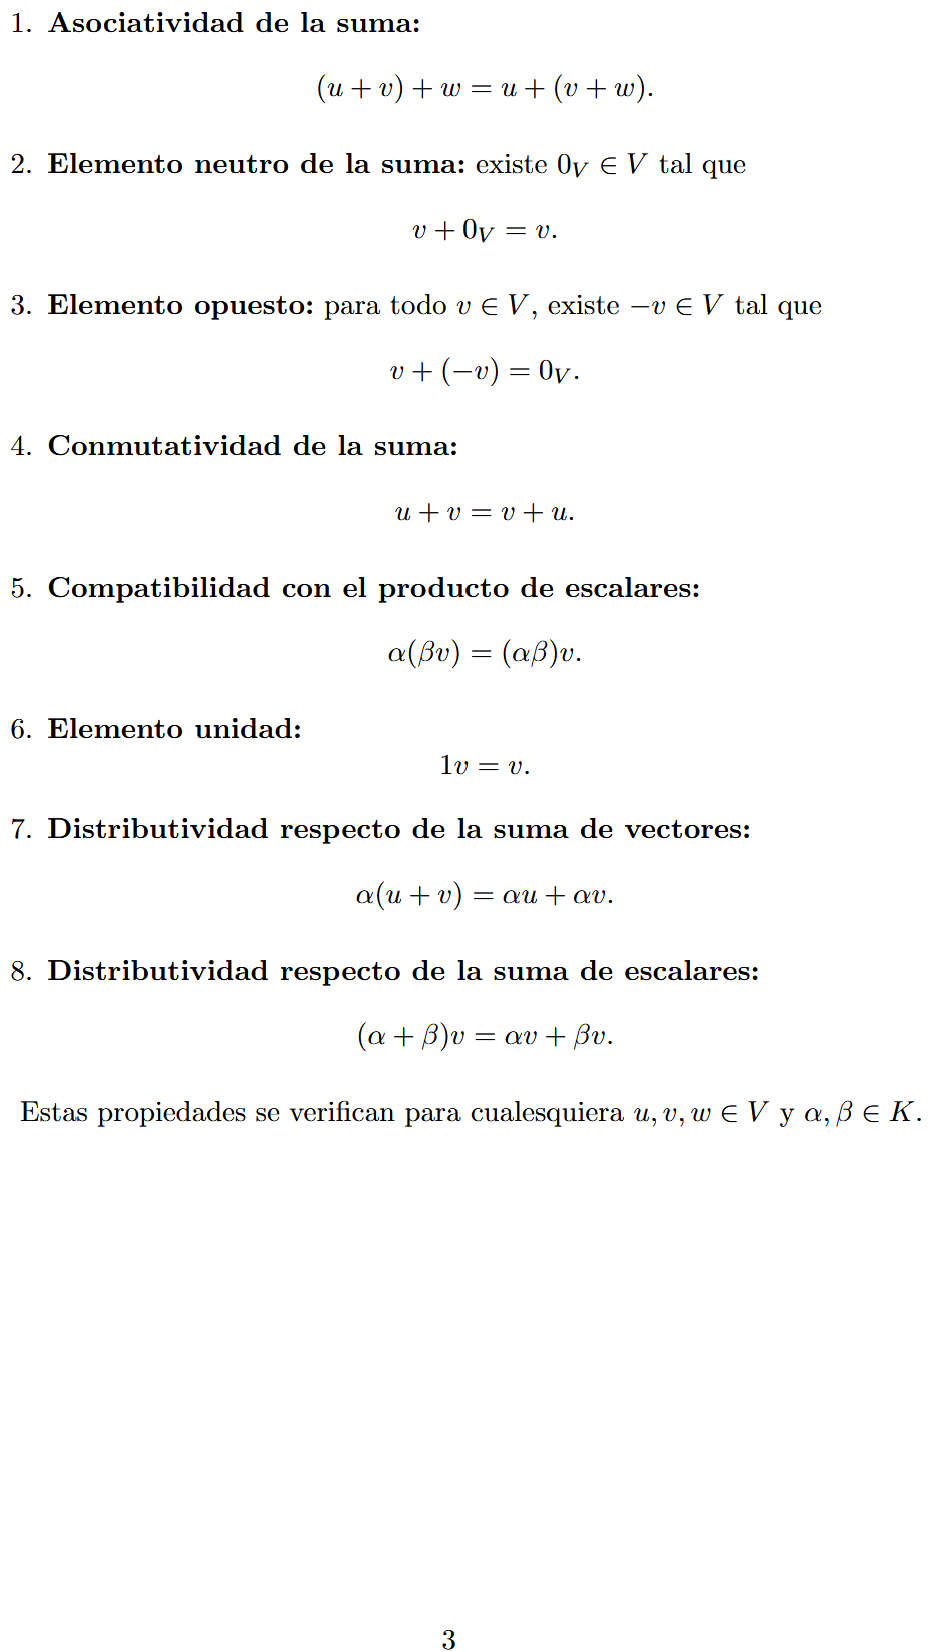 1. Asociatividad de la suma:
(u + v) + w = u + (v + w).
2. Elemento neutro de la suma: existe 0_V ∈ V tal que
v + 0_V = v.
3. Elemento opuesto: para todo v ∈ V, existe −v ∈ V tal que
v + (−v) = 0_V.
4. Conmutatividad de la suma:
u + v = v + u.
5. Compatibilidad con el producto de escalares:
α(βv) = (αβ)v.
6. Elemento unidad:
1v = v.
7. Distributividad respecto de la suma de vectores:
α(u + v) = αu + αv.
8. Distributividad respecto de la suma de escalares:
(α + β)v = αv + βv.
Estas propiedades se verifican para cualesquiera u, v, w ∈ V y α, β ∈ K.
3